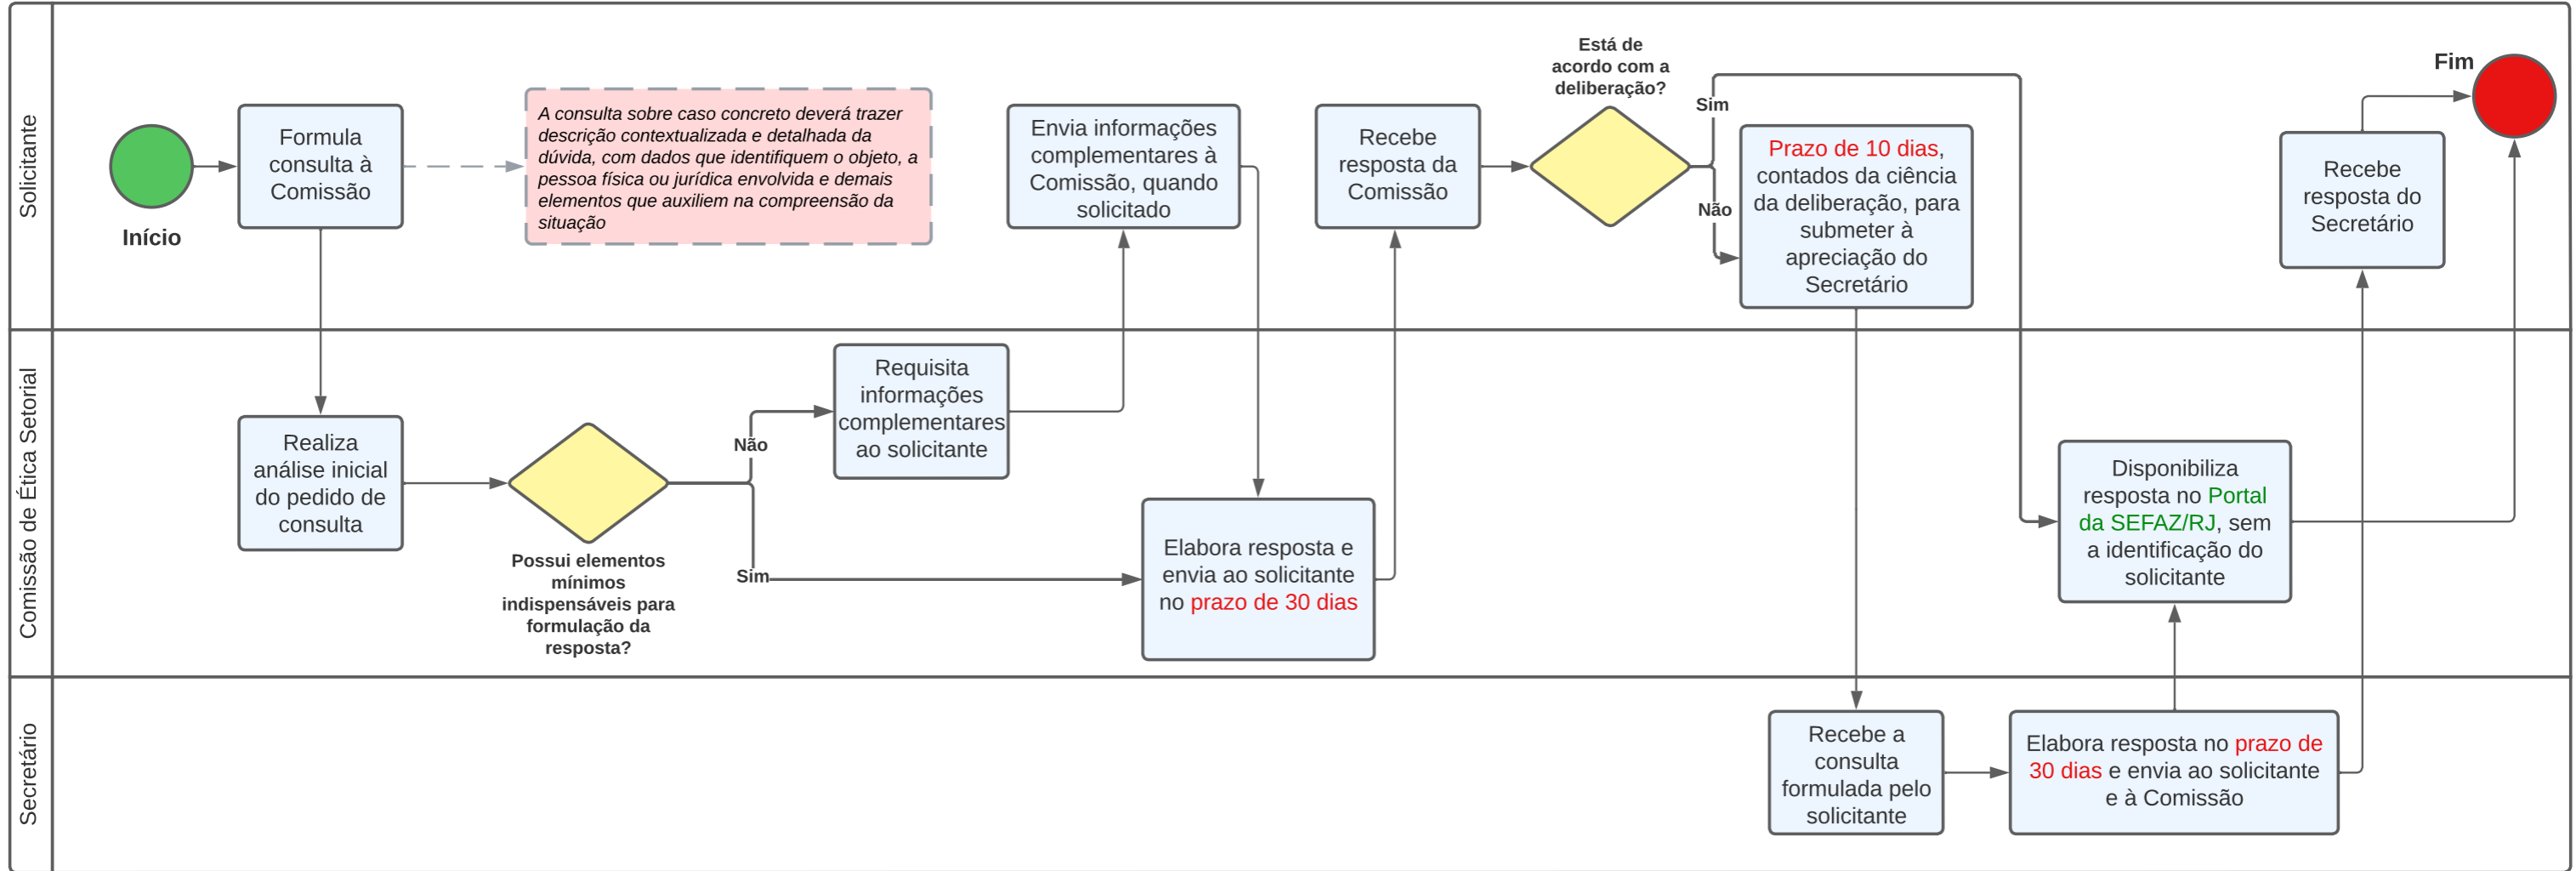 Solicitante
Início
Formula
consulta à
Comissão
A consulta sobre caso concreto deverá trazer
descrição contextualizada e detalhada da
dúvida, com dados que identifiquem o objeto, a
pessoa física ou jurídica envolvida e demais
elementos que auxiliem na compreensão da
situação
Envia informações
complementares à
Comissão, quando
solicitado
Recebe
resposta da
Comissão
Está de
acordo com a
deliberação?
Sim
Não
Prazo de 10 dias,
contados da ciência
da deliberação, para
submeter à
apreciação do
Secretário
Recebe
resposta do
Secretário
Fim
Comissão de Ética Setorial
Realiza
análise inicial
do pedido de
consulta
Possui elementos
mínimos
indispensáveis para
formulação da
resposta?
Não
Sim
Requisita
informações
complementares
ao solicitante
Elabora resposta e
envia ao solicitante
no prazo de 30 dias
Disponibiliza
resposta no Portal
da SEFAZ/RJ, sem
a identificação do
solicitante
Secretário
Recebe a
consulta
formulada pelo
solicitante
Elabora resposta no prazo de
30 dias e envia ao solicitante
e à Comissão